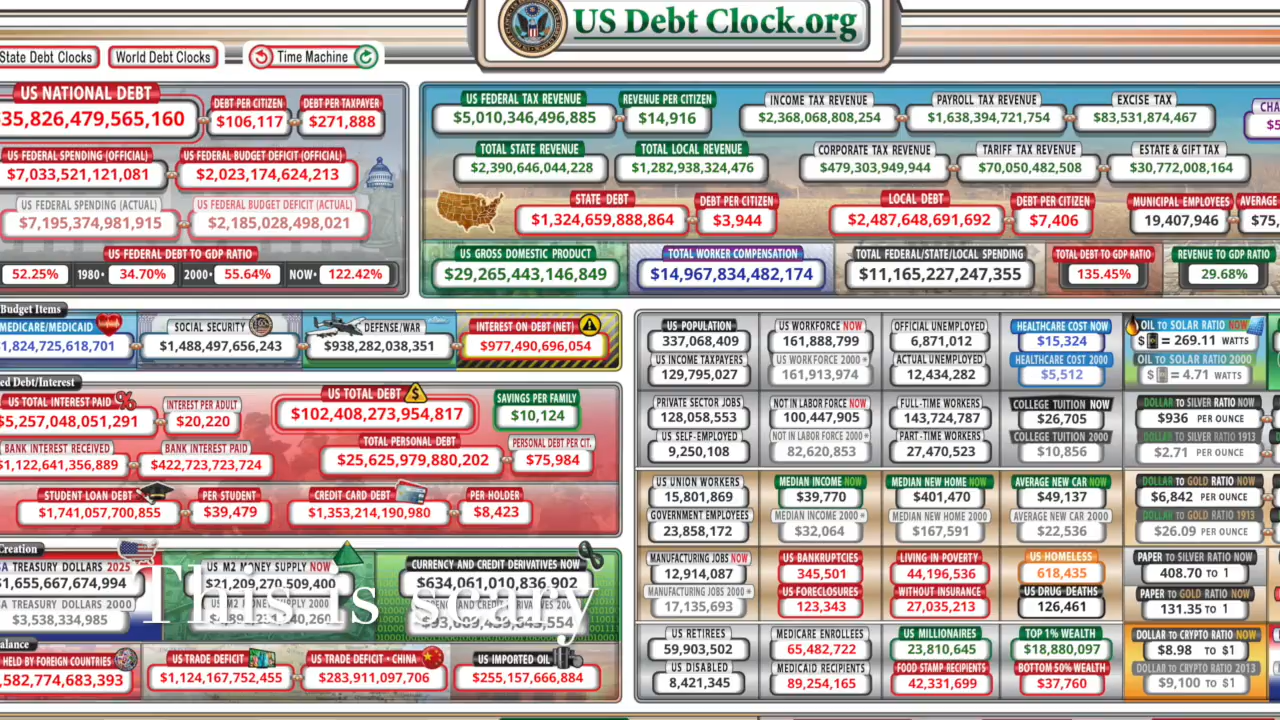 US Debt Clock.org
State Debt Clocks World Debt Clocks Time Machine
US NATIONAL DEBT
35,826,479,565,160
DEBT PER CITIZEN
$106,117
DEBT PER TAXPAYER
$271,888
US FEDERAL SPENDING (OFFICIAL)
$7,033,521,121,081
US FEDERAL BUDGET DEFICIT (OFFICIAL)
$2,023,174,624,213
US FEDERAL SPENDING (ACTUAL)
$7,195,374,981,915
US FEDERAL BUDGET DEFICIT (ACTUAL)
$2,185,028,498,021
US FEDERAL DEBT TO GDP RATIO
52.25% 1980• 34.70% 2000• 55.64% NOW• 122.42%
US FEDERAL TAX REVENUE
$5,010,346,496,885
REVENUE PER CITIZEN
$14,916
INCOME TAX REVENUE
$2,368,068,808,254
PAYROLL TAX REVENUE
$1,638,394,721,754
EXCISE TAX
$83,531,874,467
TOTAL STATE REVENUE
$2,390,646,044,228
TOTAL LOCAL REVENUE
$1,282,938,324,476
CORPORATE TAX REVENUE
$479,303,949,944
TARIFF TAX REVENUE
$70,050,482,508
ESTATE & GIFT TAX
$30,772,008,164
STATE DEBT
$1,324,659,888,864
DEBT PER CITIZEN
$3,944
LOCAL DEBT
$2,487,648,691,692
DEBT PER CITIZEN
$7,406
MUNICIPAL EMPLOYEES
19,407,946
AVERAGE
$75,
US GROSS DOMESTIC PRODUCT
$29,265,443,146,849
TOTAL WORKER COMPENSATION
$14,967,834,482,174
TOTAL FEDERAL/STATE/LOCAL SPENDING
$11,165,227,247,355
TOTAL DEBT TO GDP RATIO
135.45%
REVENUE TO GDP RATIO
29.68%
Budget Items
MEDICARE/MEDICAID
1,824,725,618,701
SOCIAL SECURITY
$1,488,497,656,243
DEFENSE/WAR
$938,282,038,351
INTEREST ON DEBT (NET)
$977,490,696,054
ed Debt/Interest
US TOTAL INTEREST PAID
$5,257,048,051,291
INTEREST PER ADULT
$20,220
US TOTAL DEBT
$102,408,273,954,817
SAVINGS PER FAMILY
$10,124
BANK INTEREST RECEIVED
$1,122,641,356,889
BANK INTEREST PAID
$422,723,723,724
TOTAL PERSONAL DEBT
$25,625,979,880,202
PERSONAL DEBT PER CIT.
$75,984
STUDENT LOAN DEBT
$1,741,057,700,855
PER STUDENT
$39,479
CREDIT CARD DEBT
$1,353,214,190,980
PER HOLDER
$8,423
Creation
SA TREASURY DOLLARS 2025
$1,655,667,674,994
SA TREASURY DOLLARS 2000
$3,538,334,985
US M2 MONEY SUPPLY NOW
$21,209,270,509,400
US M2 MONEY SUPPLY 2000
CURRENCY AND CREDIT DERIVATIVES NOW
$634,061,010,836,902
This is scary
alance
HELD BY FOREIGN COUNTRIES
,582,774,683,393
US TRADE DEFICIT
$1,124,167,752,455
US TRADE DEFICIT • CHINA
$283,911,097,706
US IMPORTED OIL
$255,157,666,884
US POPULATION
337,068,409
US WORKFORCE NOW
161,888,799
OFFICIAL UNEMPLOYED
6,871,012
HEALTHCARE COST NOW
$15,324
OIL TO SOLAR RATIO NOW
$ = 269.11 WATTS
US INCOME TAXPAYERS
129,795,027
US WORKFORCE 2000
161,913,974
ACTUAL UNEMPLOYED
12,434,282
HEALTHCARE COST 2000
$5,512
OIL TO SOLAR RATIO 2000
$ = 4.71 WATTS
PRIVATE SECTOR JOBS
128,058,553
NOT IN LABOR FORCE NOW
100,447,905
FULL-TIME WORKERS
143,724,787
COLLEGE TUITION NOW
$26,705
DOLLAR TO SILVER RATIO NOW
$936 PER OUNCE
US SELF-EMPLOYED
9,250,108
NOT IN LABOR FORCE 2000
82,620,853
PART-TIME WORKERS
27,470,523
COLLEGE TUITION 2000
$10,856
DOLLAR TO SILVER RATIO 1913
$2.71 PER OUNCE
US UNION WORKERS
15,801,869
MEDIAN INCOME NOW
$39,770
MEDIAN NEW HOME NOW
$401,470
AVERAGE NEW CAR NOW
$49,137
DOLLAR TO GOLD RATIO NOW
$6,842 PER OUNCE
GOVERNMENT EMPLOYEES
23,858,172
MEDIAN INCOME 2000
$32,064
MEDIAN NEW HOME 2000
$167,591
AVERAGE NEW CAR 2000
$22,536
DOLLAR TO GOLD RATIO 1913
$26.09 PER OUNCE
MANUFACTURING JOBS NOW
12,914,087
US BANKRUPTCIES
345,501
LIVING IN POVERTY
44,196,536
US HOMELESS
618,435
PAPER TO SILVER RATIO NOW
408.70 TO 1
MANUFACTURING JOBS 2000
17,135,693
US FORECLOSURES
123,343
WITHOUT INSURANCE
27,035,213
US DRUG DEATHS
126,461
PAPER TO GOLD RATIO NOW
131.35 TO 1
US RETIREES
59,903,502
MEDICARE ENROLLEES
65,482,722
US MILLIONAIRES
23,810,645
TOP 1% WEALTH
$18,880,097
DOLLAR TO CRYPTO RATIO NOW
$8.98 TO $1
US DISABLED
8,421,345
MEDICAID RECIPIENTS
89,254,165
FOOD STAMP RECIPIENTS
42,331,699
BOTTOM 50% WEALTH
$37,760
DOLLAR TO CRYPTO RATIO 2013
$9,100 TO $1